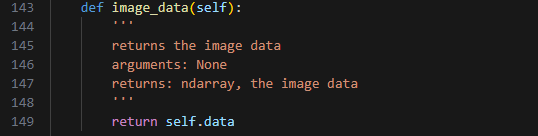 143 def image_data(self):
144 '''
145 returns the image data
146 arguments: None
147 returns: ndarray, the image data
148 '''
149 return self.data